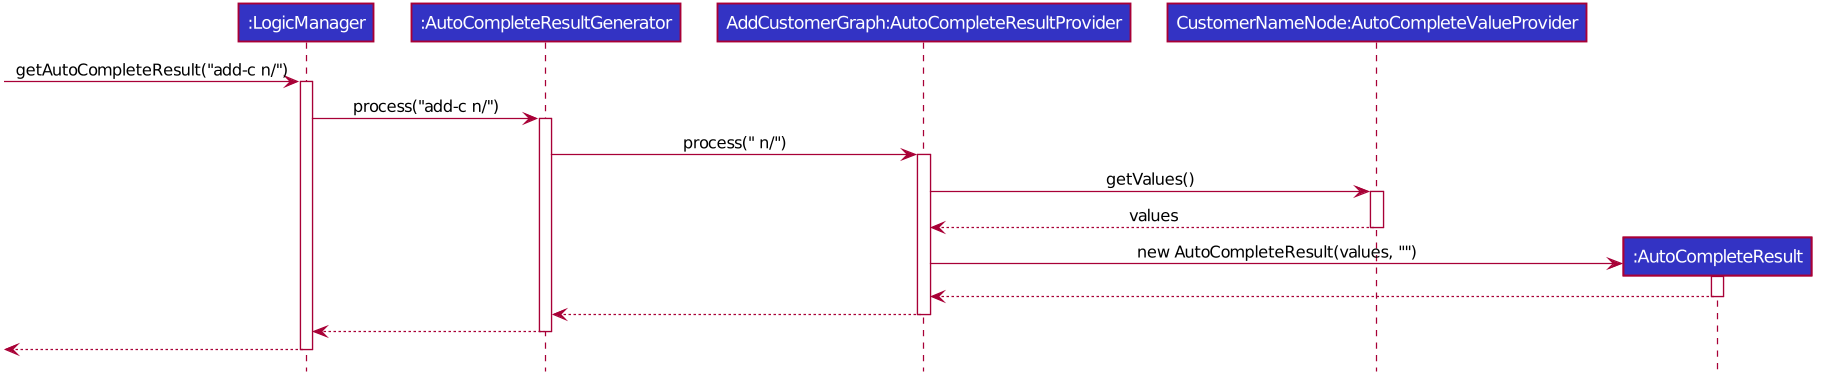 :LogicManager
:AutoCompleteResultGenerator
AddCustomerGraph:AutoCompleteResultProvider
CustomerNameNode:AutoCompleteValueProvider
getAutoCompleteResult("add-c n/")
process("add-c n/")
process(" n/")
getValues()
values
new AutoCompleteResult(values, "")
:AutoCompleteResult